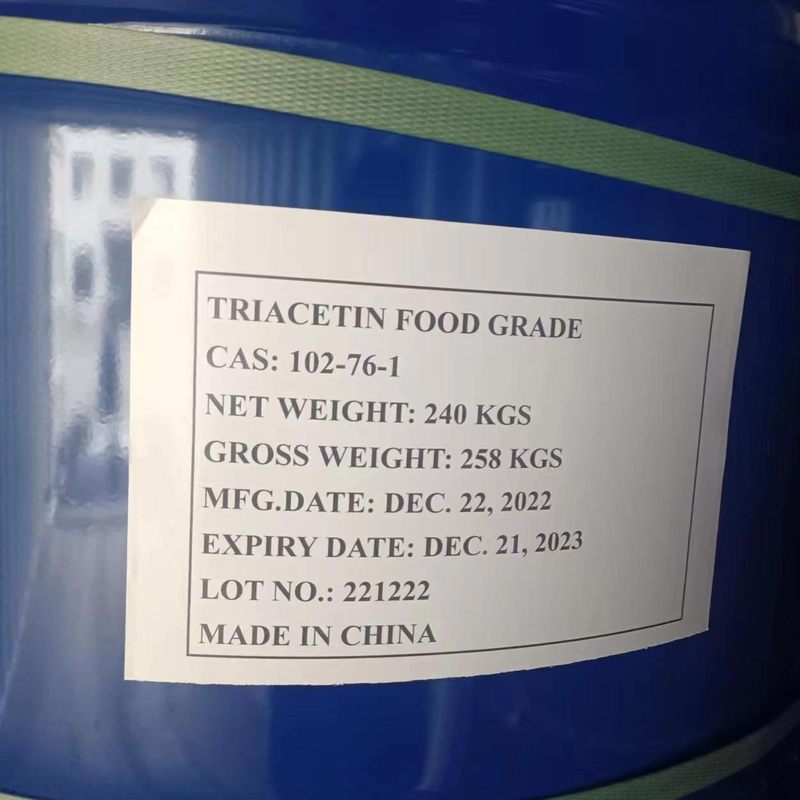 TRIACETIN FOOD GRADE
CAS: 102-76-1
NET WEIGHT: 240 KGS
GROSS WEIGHT: 258 KGS
MFG.DATE: DEC. 22, 2022
EXPIRY DATE: DEC. 21, 2023
LOT NO.: 221222
MADE IN CHINA